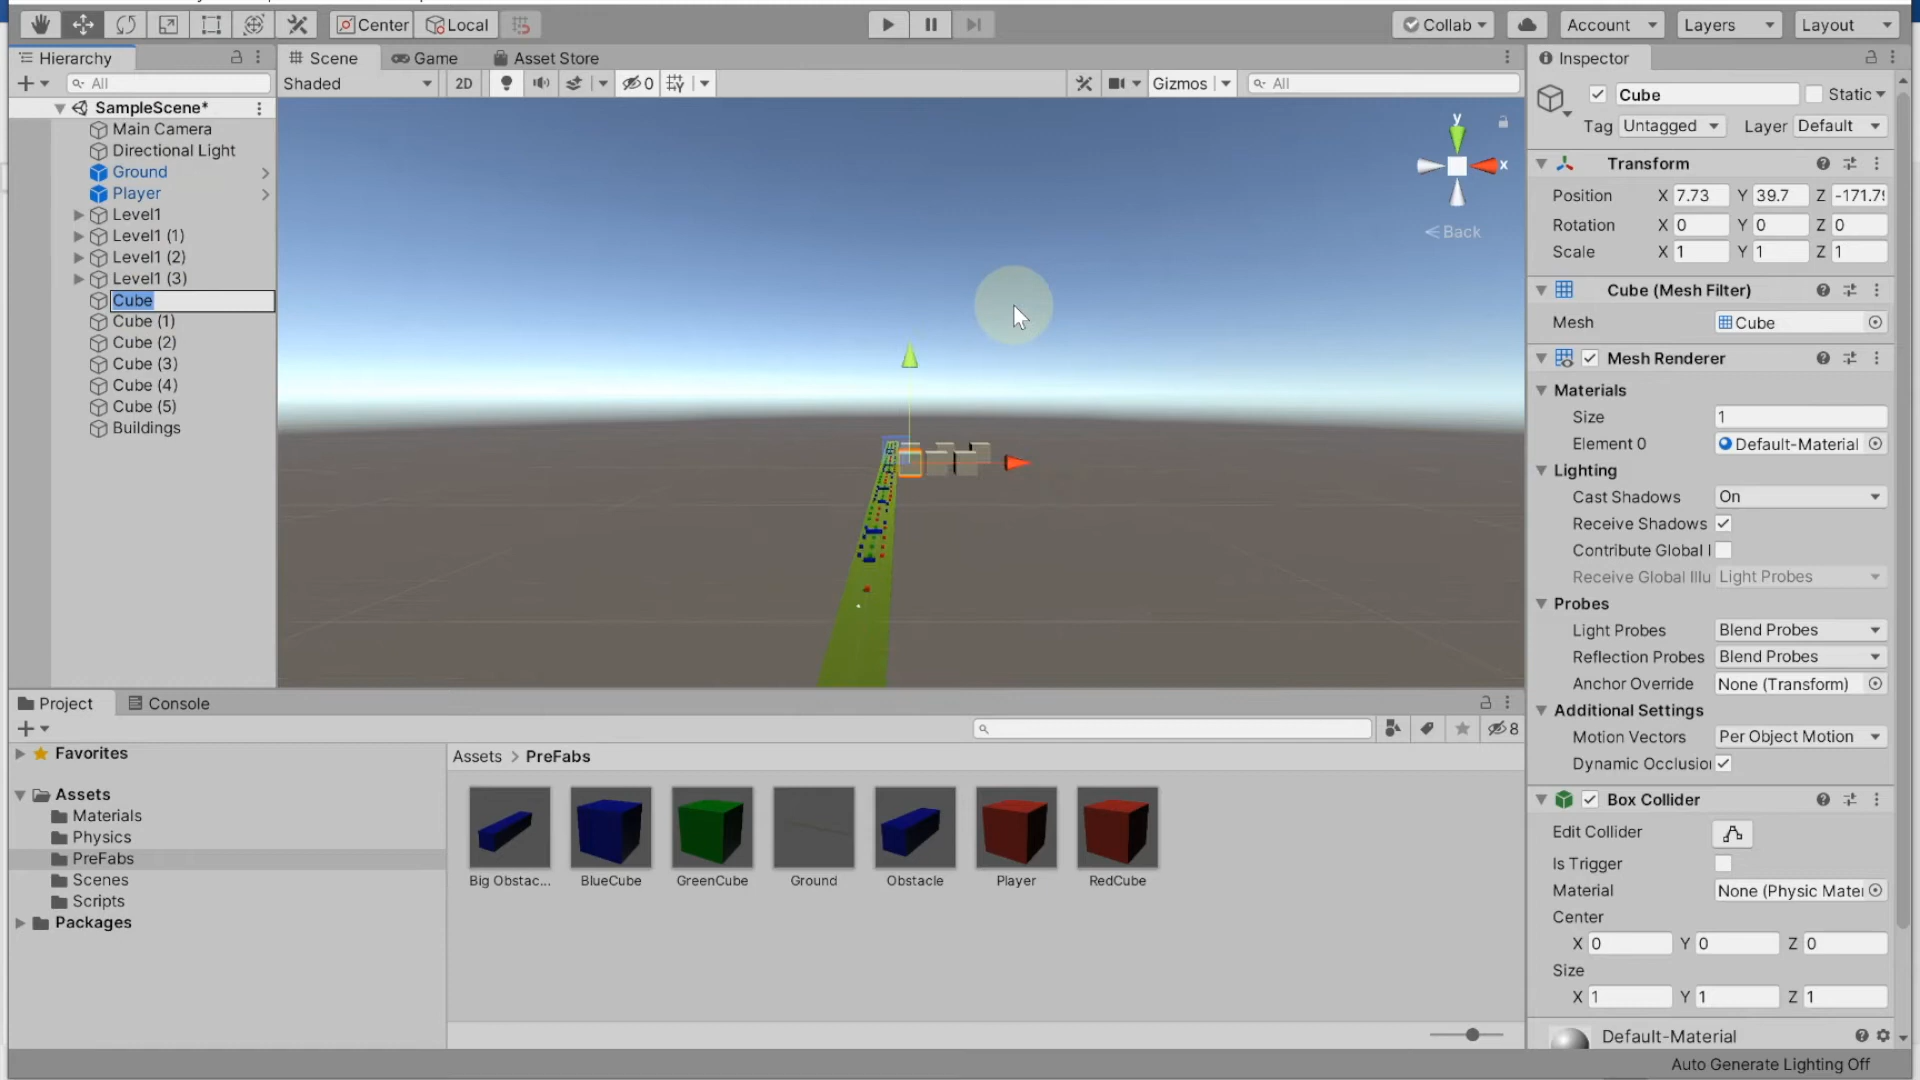 Center
Local
Collab
Account
Layers
Layout
Hierarchy
Scene
Game
Asset Store
Inspector
All
Shaded
2D
0
Gizmos
All
Cube
Static
Tag Untagged
Layer Default
SampleScene*
Main Camera
Directional Light
Ground
Player
Level1
Level1 (1)
Level1 (2)
Level1 (3)
Cube
Cube (1)
Cube (2)
Cube (3)
Cube (4)
Cube (5)
Buildings
y
x
Back
Transform
Position X 7.73 Y 39.7 Z -171.79
Rotation X 0 Y 0 Z 0
Scale X 1 Y 1 Z 1
Cube (Mesh Filter)
Mesh Cube
Mesh Renderer
Materials
Size 1
Element 0 Default-Material
Lighting
Cast Shadows On
Receive Shadows
Contribute Global I
Receive Global Illu Light Probes
Probes
Light Probes Blend Probes
Reflection Probes Blend Probes
Anchor Override None (Transform)
Additional Settings
Motion Vectors Per Object Motion
Dynamic Occlusion
Box Collider
Edit Collider
Is Trigger
Material None (Physic Mater
Center
X 0 Y 0 Z 0
Size
X 1 Y 1 Z 1
Default-Material
Project
Console
8
Favorites
Assets
Materials
Physics
PreFabs
Scenes
Scripts
Packages
Assets > PreFabs
Big Obstac...
BlueCube
GreenCube
Ground
Obstacle
Player
RedCube
Auto Generate Lighting Off